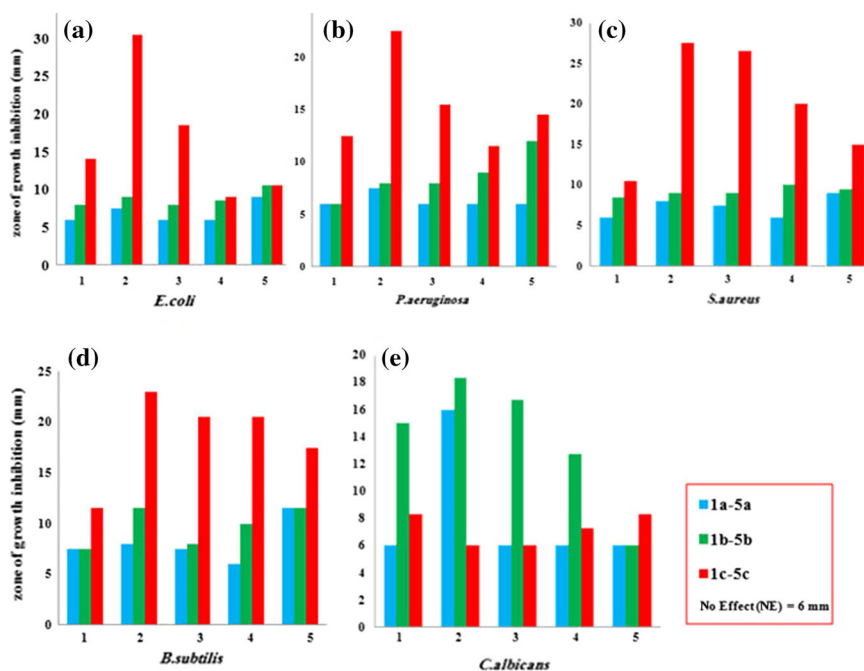 (a)
zone of growth inhibition (mm)
30
25
20
15
10
5
0
1 2 3 4 5
E.coli
(b)
20
15
10
5
0
1 2 3 4 5
P.aeruginosa
(c)
30
25
20
15
10
5
0
1 2 3 4 5
S.aureus
(d)
zone of growth inhibition (mm)
25
20
15
10
5
0
1 2 3 4 5
B.subtilis
(e)
20
18
16
14
12
10
8
6
4
2
0
1 2 3 4 5
C.albicans
1a-5a
1b-5b
1c-5c
No Effect (NE) = 6 mm